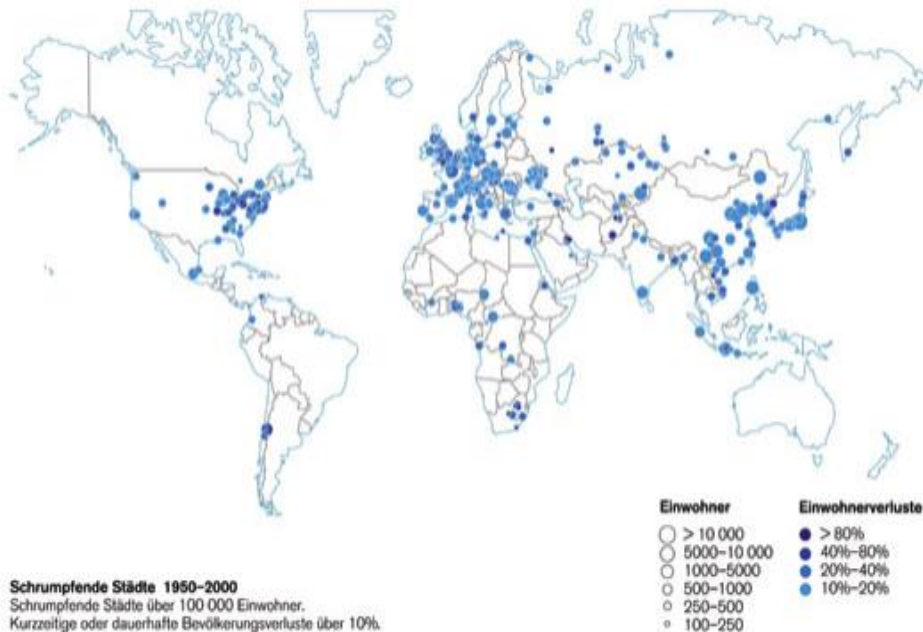 Schrumpfende Städte 1950–2000
Schrumpfende Städte über 100 000 Einwohner.
Kurzzeitige oder dauerhafte Bevölkerungsverluste über 10%.
Einwohner
> 10 000
5000–10 000
1000–5000
500–1000
250–500
100–250
Einwohnerverluste
> 80%
40%–80%
20%–40%
10%–20%